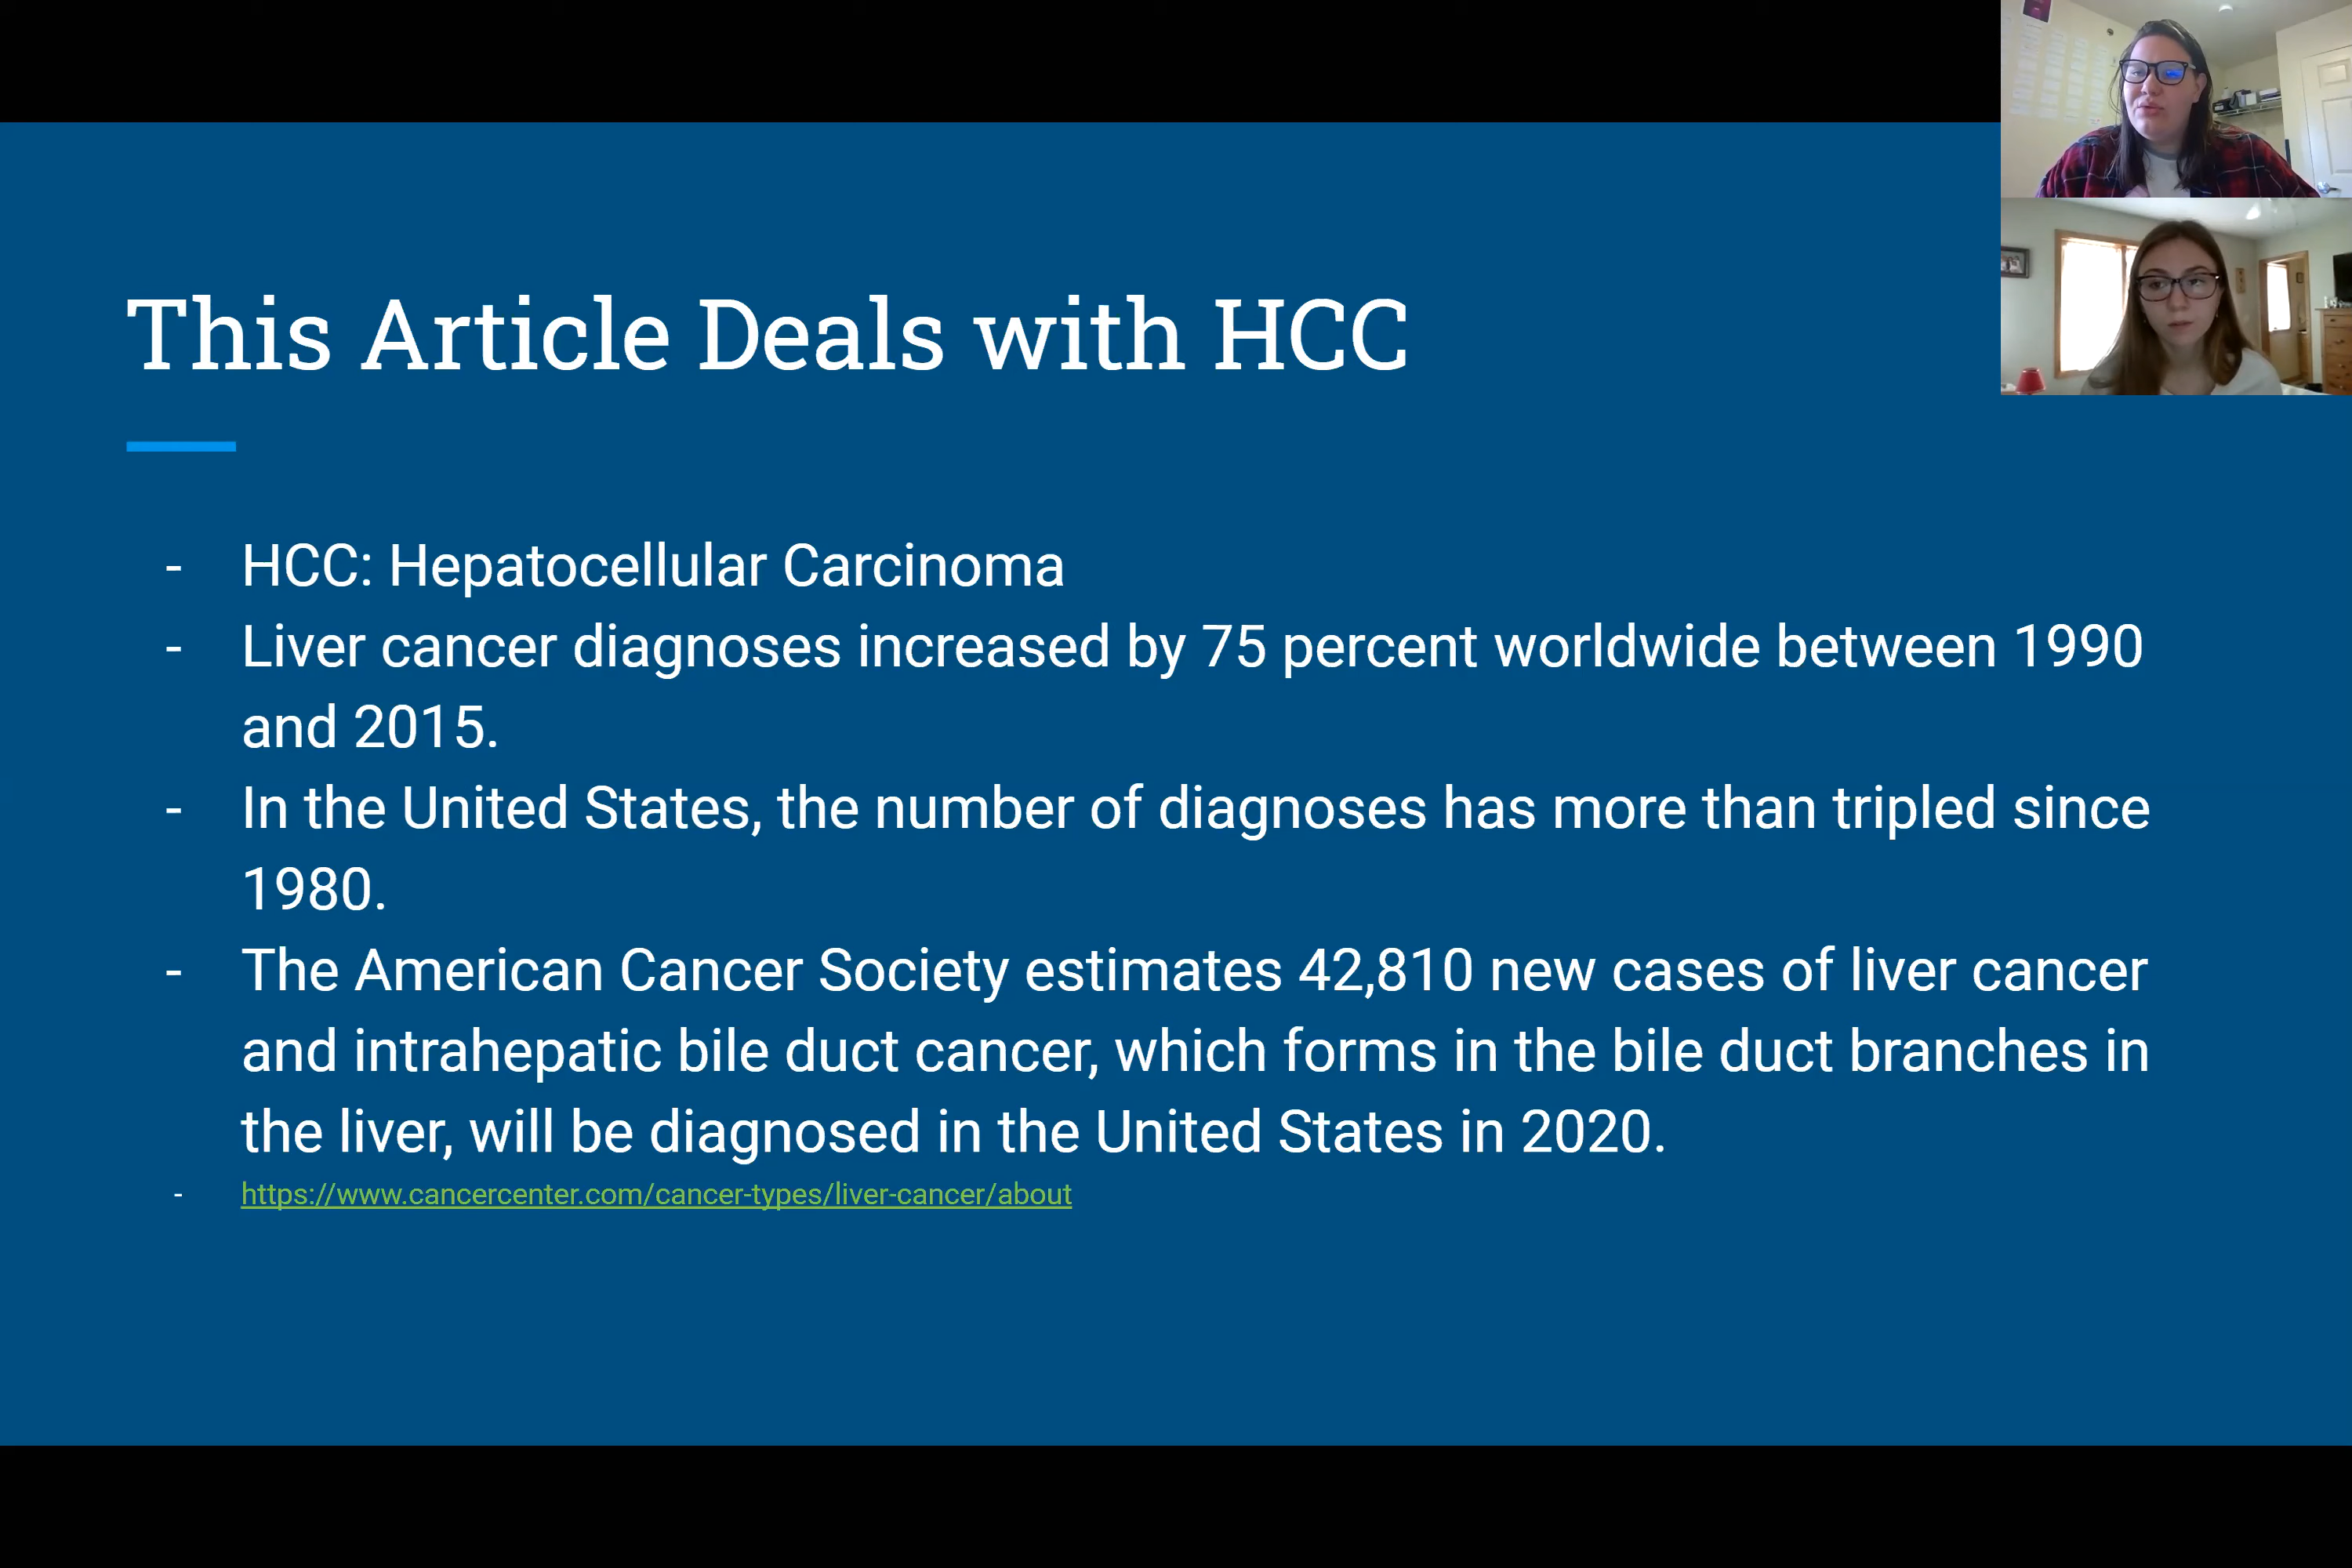 This Article Deals with HCC
- HCC: Hepatocellular Carcinoma
- Liver cancer diagnoses increased by 75 percent worldwide between 1990
and 2015.
- In the United States, the number of diagnoses has more than tripled since
1980.
- The American Cancer Society estimates 42,810 new cases of liver cancer
and intrahepatic bile duct cancer, which forms in the bile duct branches in
the liver, will be diagnosed in the United States in 2020.
- https://www.cancercenter.com/cancer-types/liver-cancer/about